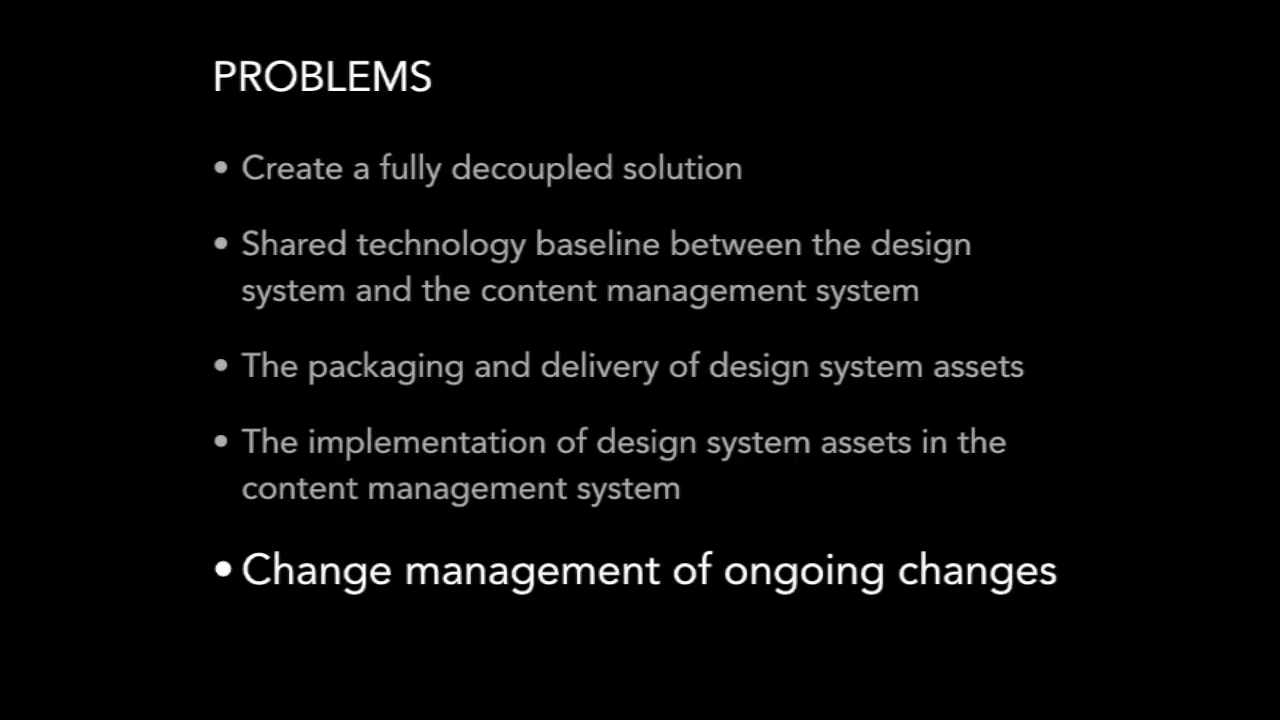 PROBLEMS
• Create a fully decoupled solution
• Shared technology baseline between the design
system and the content management system
• The packaging and delivery of design system assets
• The implementation of design system assets in the
content management system
• Change management of ongoing changes